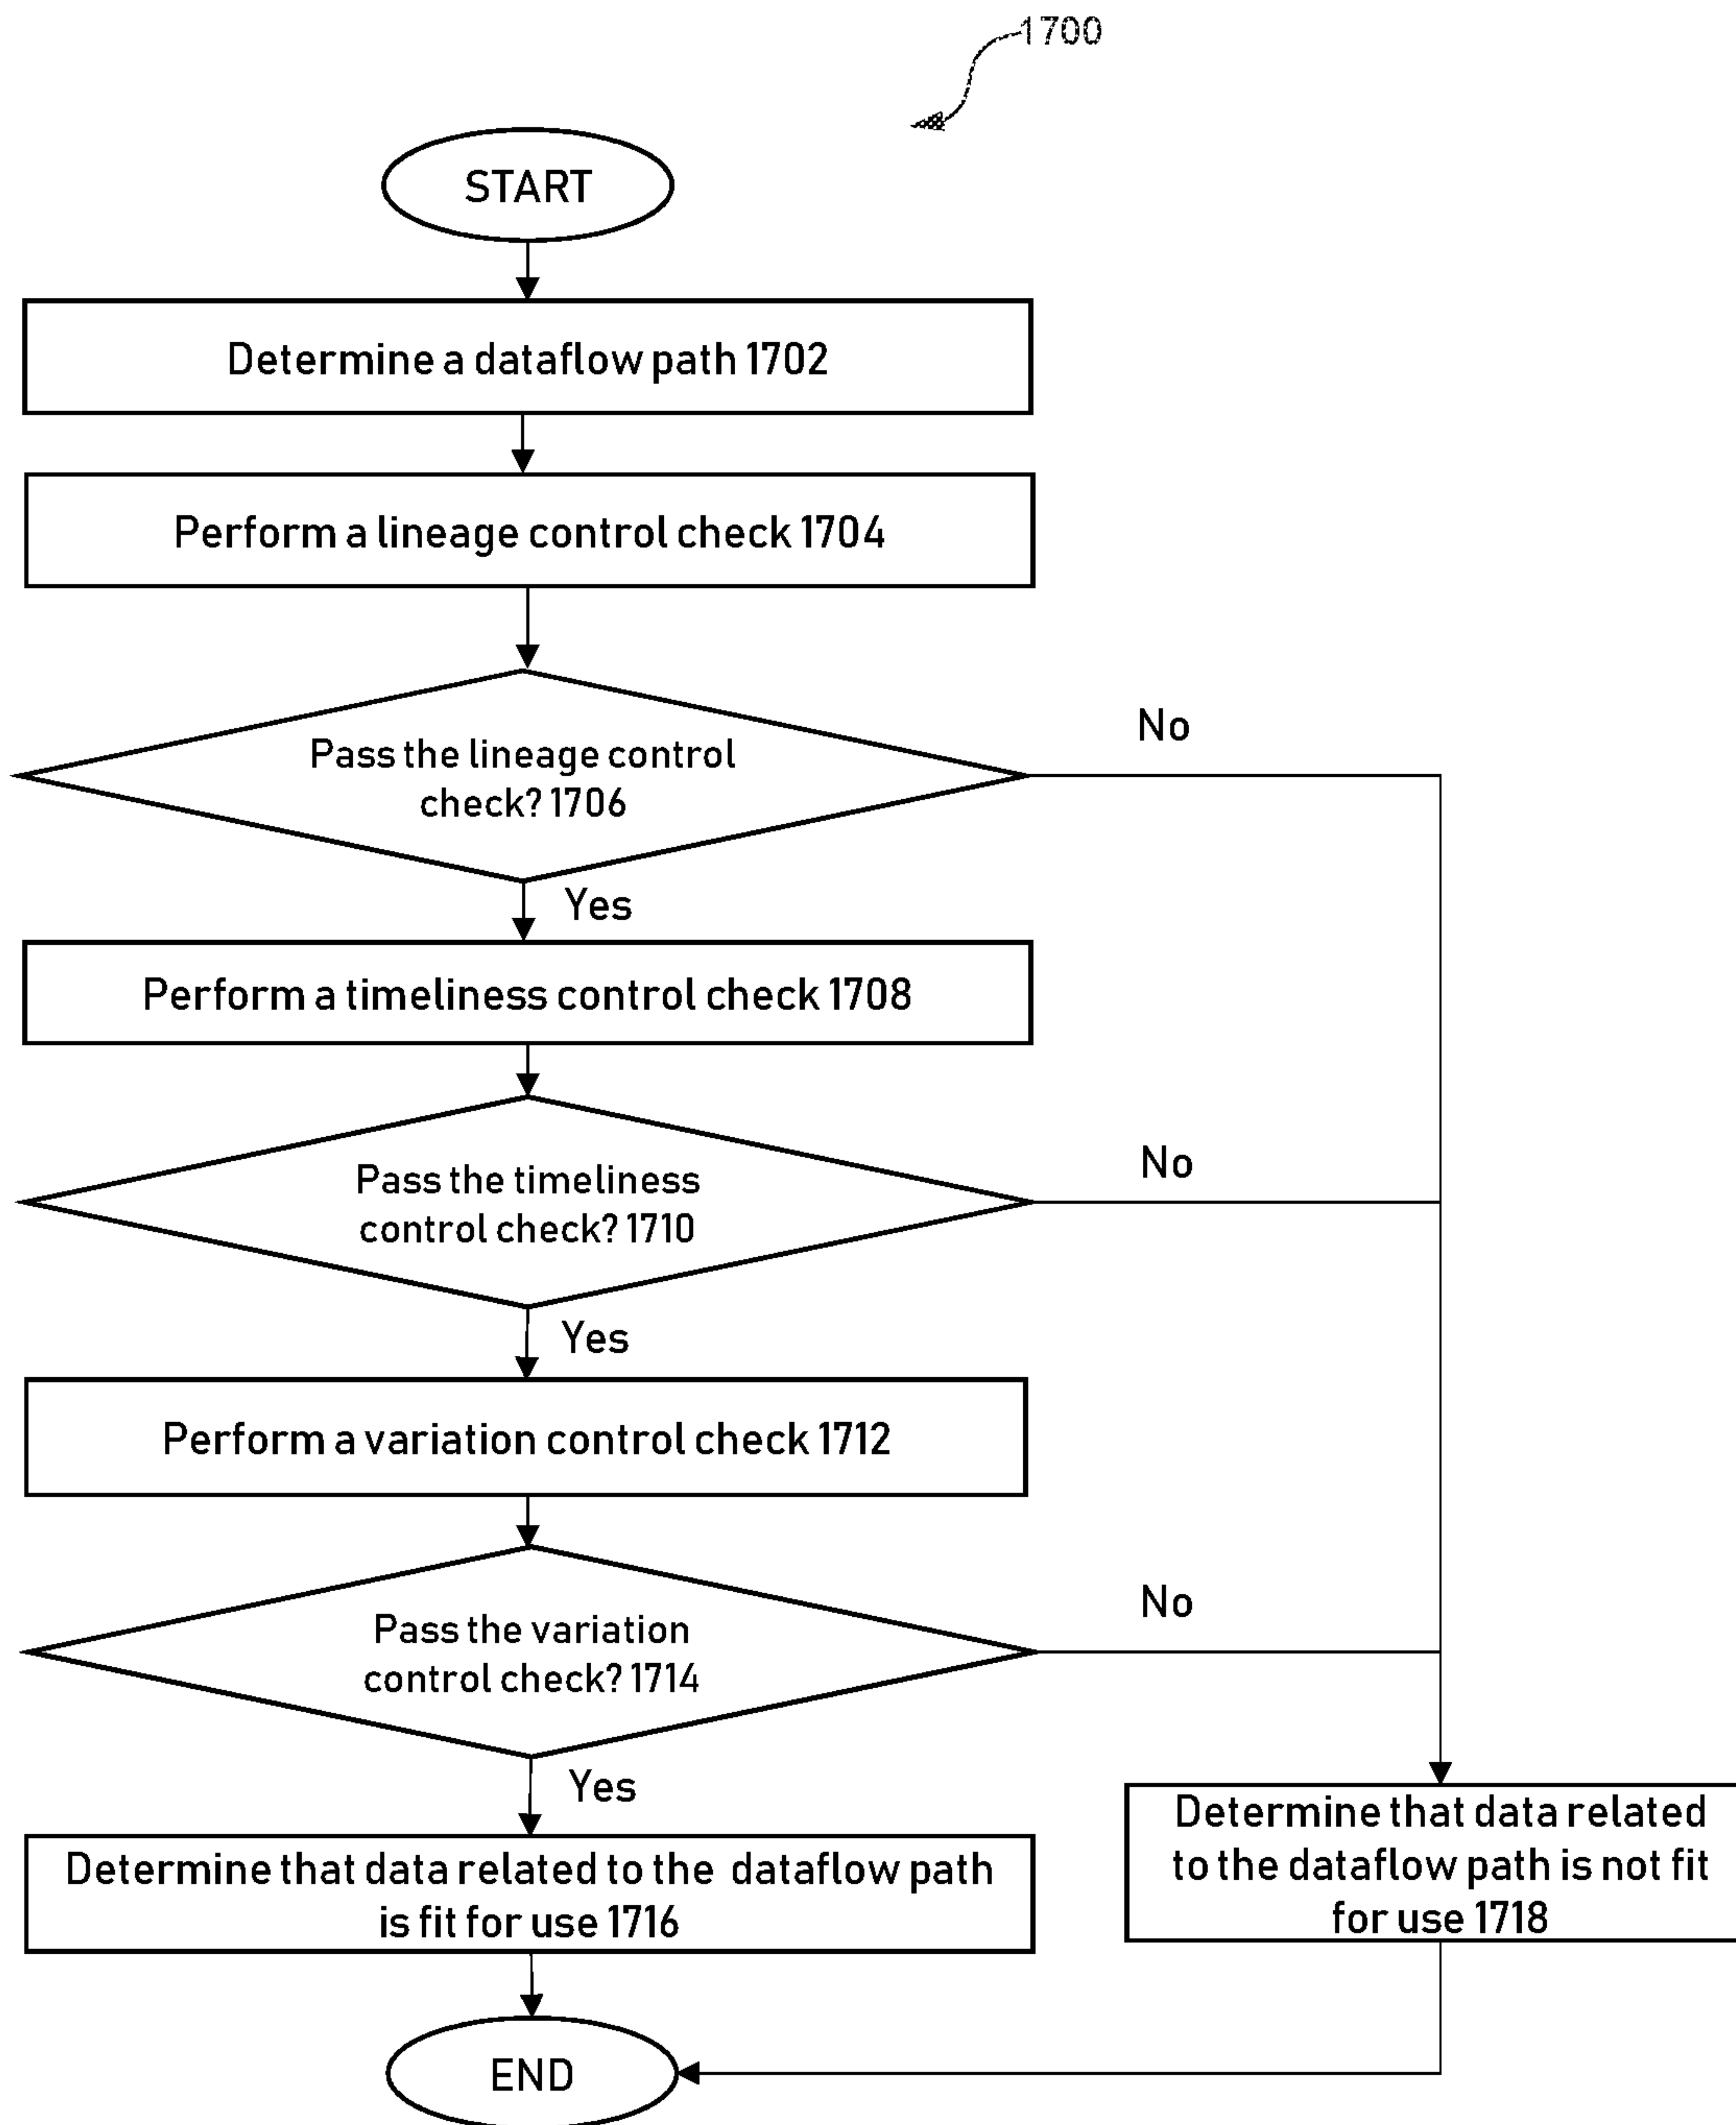 1700
START
Determine a dataflow path 1702
Perform a lineage control check 1704
Pass the lineage control
check? 1706
No
Yes
Perform a timeliness control check 1708
Pass the timeliness
control check? 1710
No
Yes
Perform a variation control check 1712
Pass the variation
control check? 1714
No
Yes
Determine that data related to the dataflow path
is fit for use 1716
Determine that data related
to the dataflow path is not fit
for use 1718
END